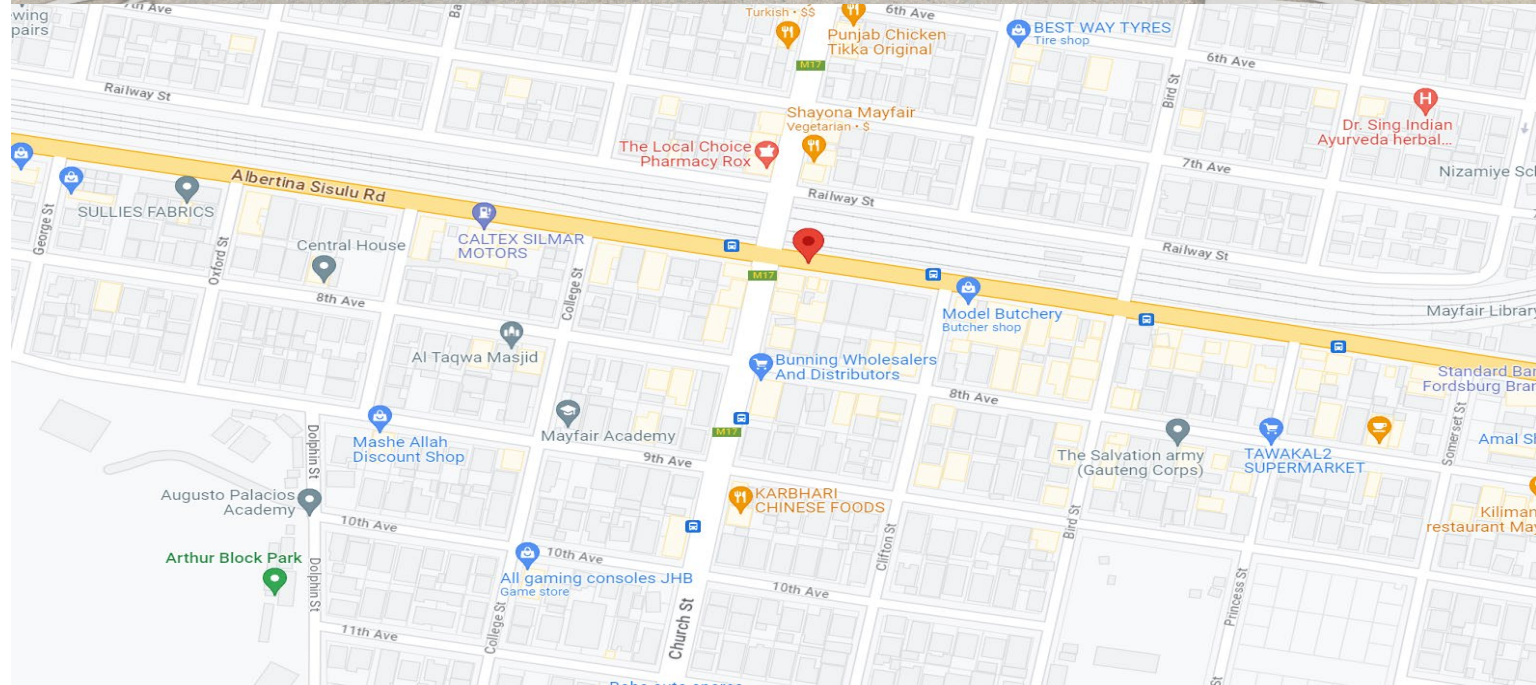 wing
pairs
7th Ave
Ba
Turkish • $$
6th Ave
Punjab Chicken
Tikka Original
BEST WAY TYRES
Tire shop
6th Ave
M17
Bird St
Railway St
Shayona Mayfair
Vegetarian • $
The Local Choice
Pharmacy Rox
H
Dr. Sing Indian
Ayurveda herbal...
7th Ave
Nizamiye Sch
Albertina Sisulu Rd
Railway St
SULLIES FABRICS
George St
Oxford St
Central House
CALTEX SILMAR
MOTORS
Railway St
M17
College St
8th Ave
Model Butchery
Butcher shop
Mayfair Library
Al Taqwa Masjid
Bunning Wholesalers
And Distributors
Standard Ban
Fordsburg Bran
8th Ave
Mashe Allah
Discount Shop
Dolphin St
Mayfair Academy
M17
9th Ave
The Salvation army
(Gauteng Corps)
TAWAKAL2
SUPERMARKET
Somerset St
Amal Sh
Augusto Palacios
Academy
10th Ave
KARBHARI
CHINESE FOODS
Bird St
Kiliman
restaurant May
Arthur Block Park
Dolphin St
10th Ave
All gaming consoles JHB
Game store
Clifton St
10th Ave
Princess St
11th Ave
College St
Church St
St